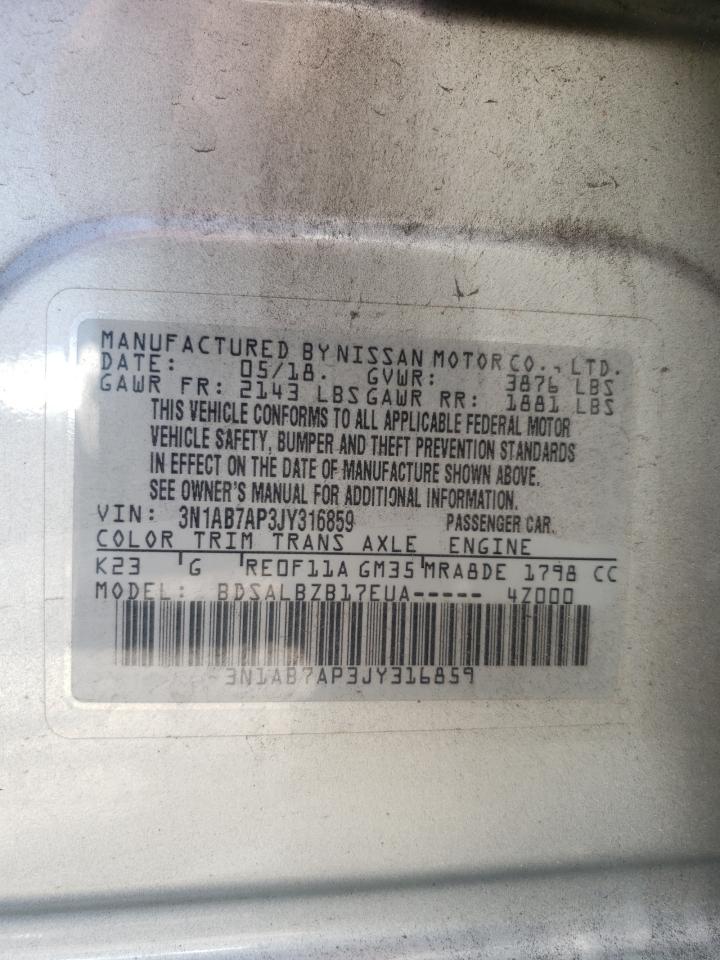 MANUFACTURED BY NISSAN MOTOR CO., LTD.
DATE: 05/18. GVWR: 3876 LBS
GAWR FR: 2143 LBS GAWR RR: 1881 LBS
THIS VEHICLE CONFORMS TO ALL APPLICABLE FEDERAL MOTOR
VEHICLE SAFETY, BUMPER AND THEFT PREVENTION STANDARDS
IN EFFECT ON THE DATE OF MANUFACTURE SHOWN ABOVE.
SEE OWNER'S MANUAL FOR ADDITIONAL INFORMATION.
VIN: 3N1AB7AP3JY316859 PASSENGER CAR.
COLOR TRIM TRANS AXLE ENGINE
K23 G RE0F11A GM35 MRA8DE 1798 CC
MODEL: BDSALBZB17EUA----- 4Z000
3N1AB7AP3JY316859